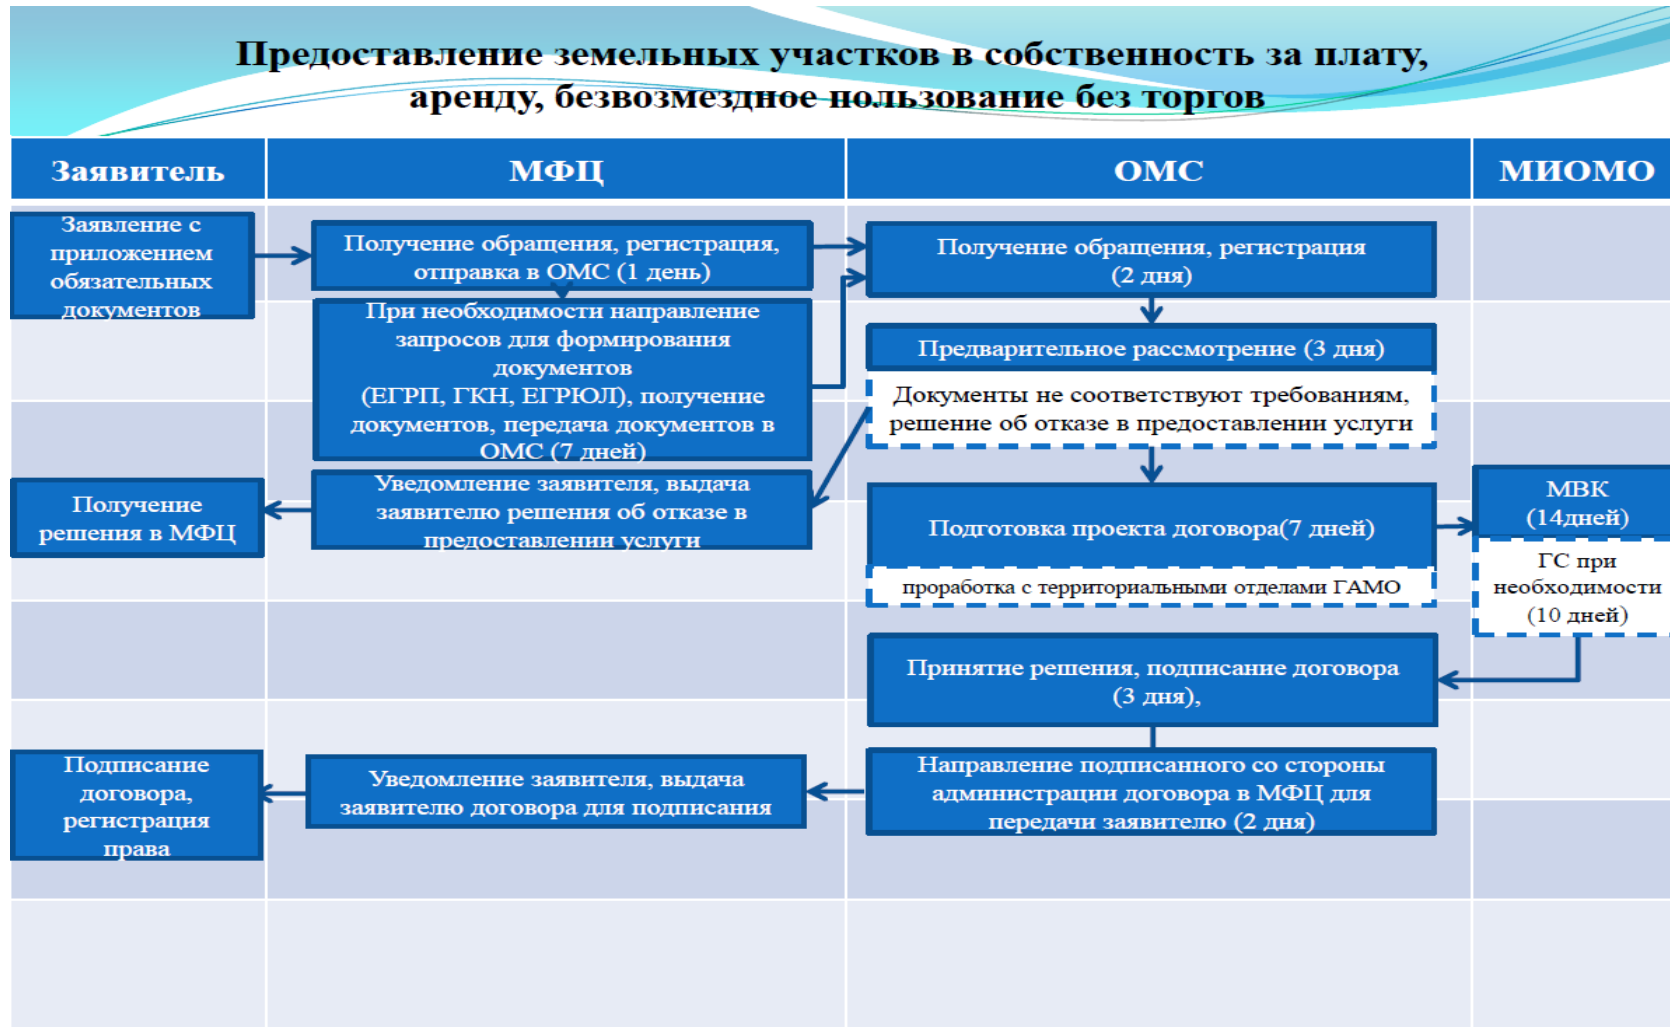 Предоставление земельных участков в собственность за плату,
аренду, безвозмездное пользование без торгов
Заявитель
МФЦ
ОМС
МИОМО
Заявление с
приложением
обязательных
документов
Получение обращения, регистрация,
отправка в ОМС (1 день)
Получение обращения, регистрация
(2 дня)
При необходимости направление
запросов для формирования
документов
(ЕГРП, ГКН, ЕГРЮЛ), получение
документов, передача документов в
ОМС (7 дней)
Предварительное рассмотрение (3 дня)
Документы не соответствуют требованиям,
решение об отказе в предоставлении услуги
Получение
решения в МФЦ
Уведомление заявителя, выдача
заявителю решения об отказе в
предоставлении услуги
Подготовка проекта договора(7 дней)
проработка с территориальными отделами ГАМО
МВК
(14дней)
ГС при
необходимости
(10 дней)
Принятие решения, подписание договора
(3 дня),
Подписание
договора,
регистрация
права
Уведомление заявителя, выдача
заявителю договора для подписания
Направление подписанного со стороны
администрации договора в МФЦ для
передачи заявителю (2 дня)